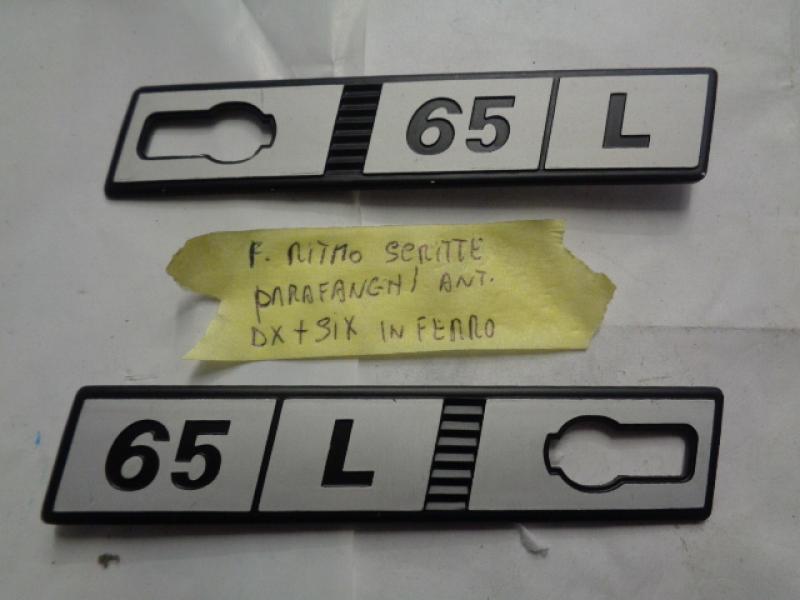 65 L
F. RITMO SCRITTE
PARAFANGHI ANT.
DX + SIX IN FERRO
65 L